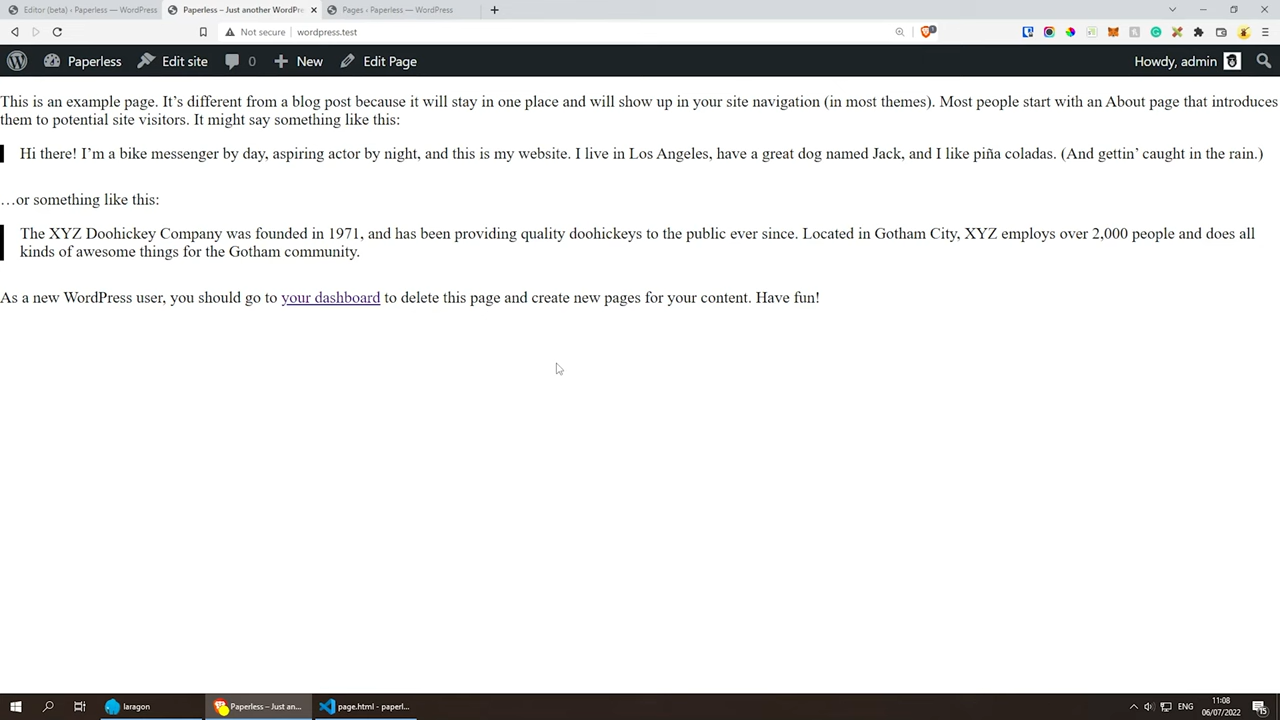 Editor (beta) ‹ Paperless — WordPress
Paperless – Just another WordPre
Pages ‹ Paperless — WordPress
Not secure
wordpress.test
Paperless
Edit site
0
New
Edit Page
Howdy, admin
This is an example page. It’s different from a blog post because it will stay in one place and will show up in your site navigation (in most themes). Most people start with an About page that introduces
them to potential site visitors. It might say something like this:
Hi there! I’m a bike messenger by day, aspiring actor by night, and this is my website. I live in Los Angeles, have a great dog named Jack, and I like piña coladas. (And gettin’ caught in the rain.)
…or something like this:
The XYZ Doohickey Company was founded in 1971, and has been providing quality doohickeys to the public ever since. Located in Gotham City, XYZ employs over 2,000 people and does all
kinds of awesome things for the Gotham community.
As a new WordPress user, you should go to your dashboard to delete this page and create new pages for your content. Have fun!
laragon
Paperless – Just an...
page.html - paperl...
ENG
11:08
06/07/2022
15